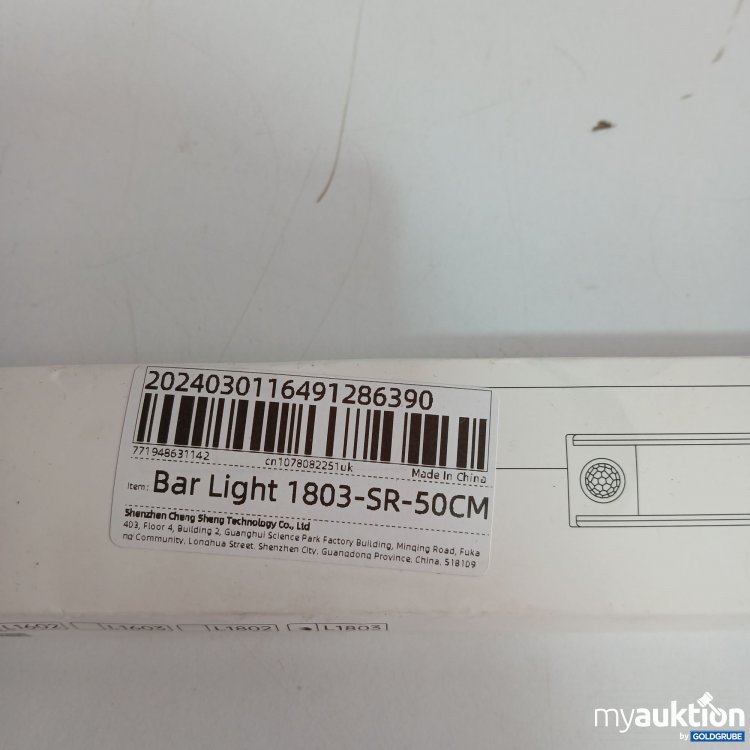 2024030116491286390
771948631142 cn1078082251uk Made In China
Item: Bar Light 1803-SR-50CM
Shenzhen Cheng Sheng Technology Co., Ltd
403, Floor 4, Building 2, Guanghui Science Park Factory Building, Minqing Road, Fuka
ng Community, Longhua Street, Shenzhen City, Guangdong Province, China, 518109
L1602 L1603 L1802 L1803
myauktion
by GOLDGRUBE